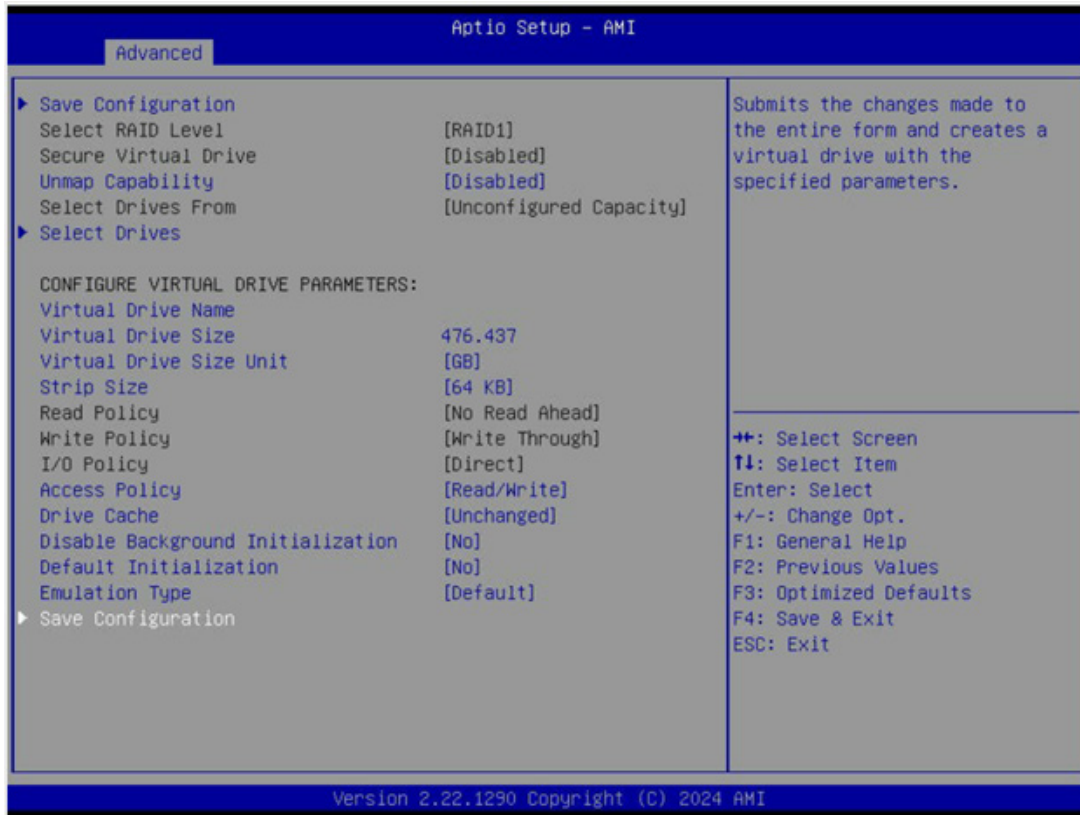 Aptio Setup - AMI
Advanced
Save Configuration
Select RAID Level [RAID1]
Secure Virtual Drive [Disabled]
Unmap Capability [Disabled]
Select Drives From [Unconfigured Capacity]
Select Drives
CONFIGURE VIRTUAL DRIVE PARAMETERS:
Virtual Drive Name
Virtual Drive Size 476.437
Virtual Drive Size Unit [GB]
Strip Size [64 KB]
Read Policy [No Read Ahead]
Write Policy [Write Through]
I/O Policy [Direct]
Access Policy [Read/Write]
Drive Cache [Unchanged]
Disable Background Initialization [No]
Default Initialization [No]
Emulation Type [Default]
Save Configuration
Submits the changes made to
the entire form and creates a
virtual drive with the
specified parameters.
→←: Select Screen
↑↓: Select Item
Enter: Select
+/-: Change Opt.
F1: General Help
F2: Previous Values
F3: Optimized Defaults
F4: Save & Exit
ESC: Exit
Version 2.22.1290 Copyright (C) 2024 AMI